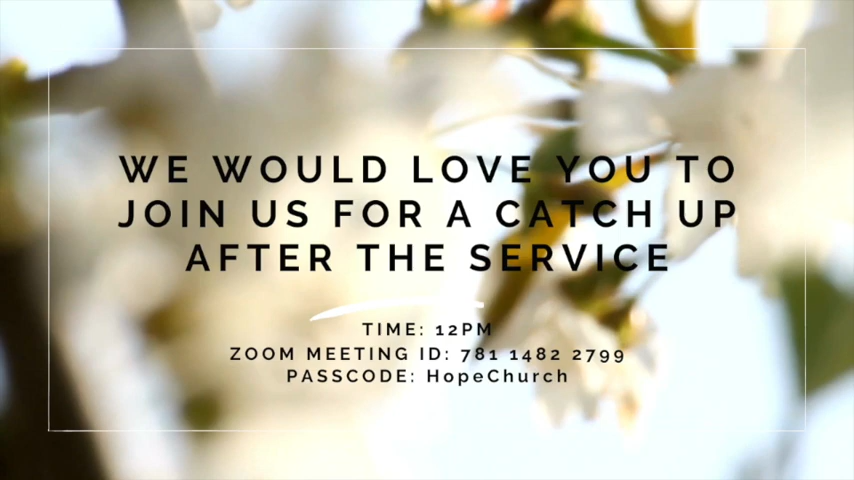 WE WOULD LOVE YOU TO
JOIN US FOR A CATCH UP
AFTER THE SERVICE
TIME: 12PM
ZOOM MEETING ID: 781 1482 2799
PASSCODE: HopeChurch